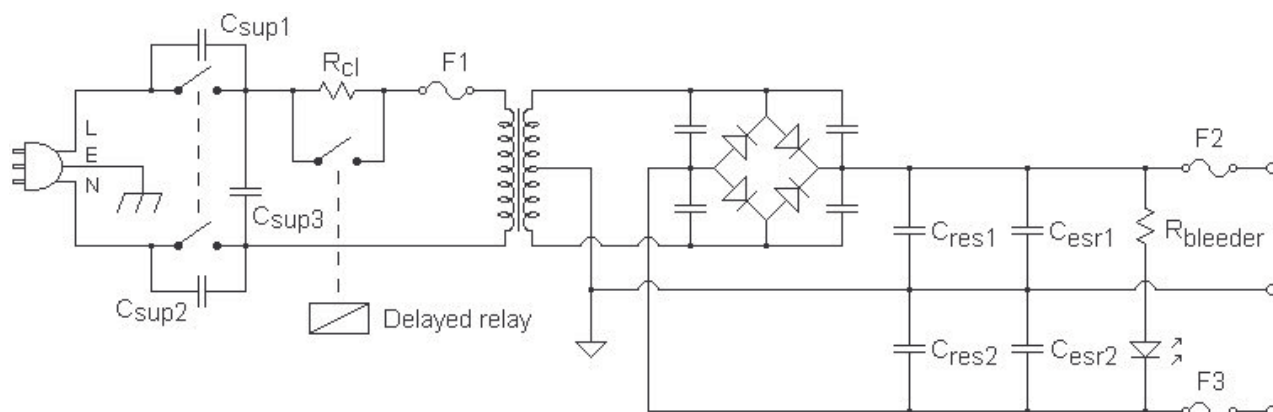 Csup1
Rcl
F1
L
E
N
Csup3
Csup2
Delayed relay
F2
Cres1
Cesr1
Rbleeder
Cres2
Cesr2
F3